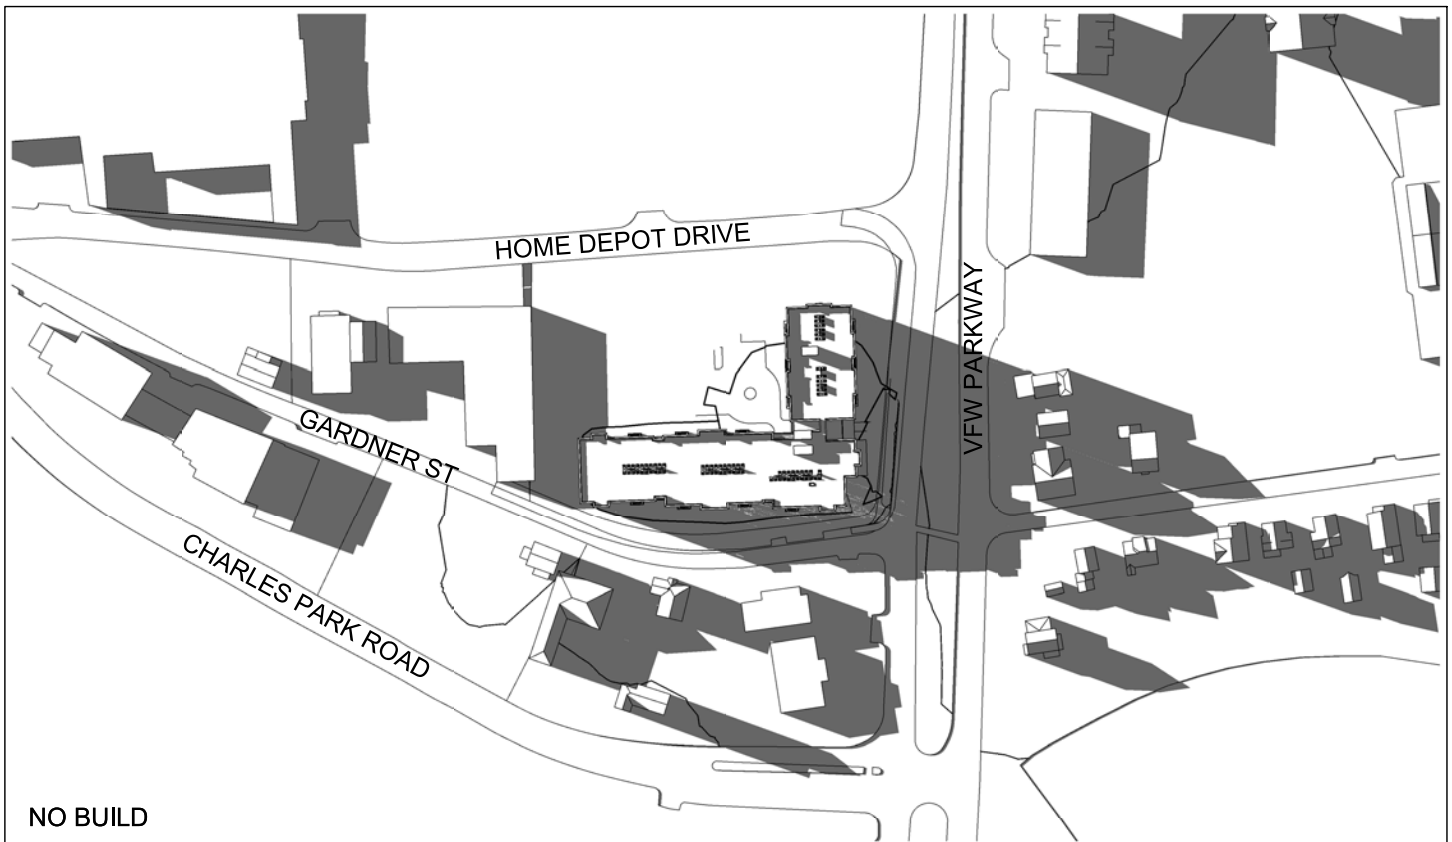 HOME DEPOT DRIVE
VFW PARKWAY
GARDNER ST
CHARLES PARK ROAD
NO BUILD